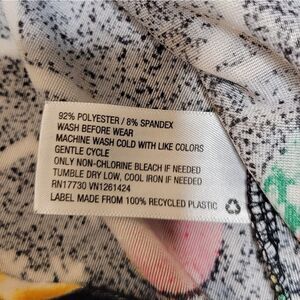 92% POLYESTER / 8% SPANDEX
WASH BEFORE WEAR
MACHINE WASH COLD WITH LIKE COLORS
GENTLE CYCLE
ONLY NON-CHLORINE BLEACH IF NEEDED
TUMBLE DRY LOW, COOL IRON IF NEEDED
RN17730 VN1261424
LABEL MADE FROM 100% RECYCLED PLASTIC